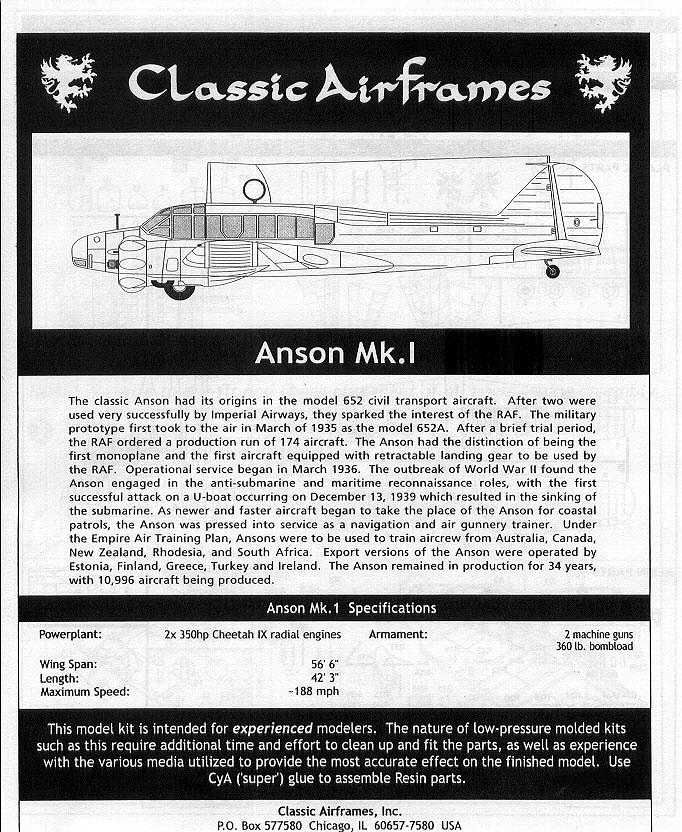 Classic Airframes
Anson Mk.I
The classic Anson had its origins in the model 652 civil transport aircraft. After two were
used very successfully by Imperial Airways, they sparked the interest of the RAF. The military
prototype first took to the air in March of 1935 as the model 652A. After a brief trial period,
the RAF ordered a production run of 174 aircraft. The Anson had the distinction of being the
first monoplane and the first aircraft equipped with retractable landing gear to be used by
the RAF. Operational service began in March 1936. The outbreak of World War II found the
Anson engaged in the anti-submarine and maritime reconnaissance roles, with the first
successful attack on a U-boat occurring on December 13, 1939 which resulted in the sinking of
the submarine. As newer and faster aircraft began to take the place of the Anson for coastal
patrols, the Anson was pressed into service as a navigation and air gunnery trainer. Under
the Empire Air Training Plan, Ansons were to be used to train aircrew from Australia, Canada,
New Zealand, Rhodesia, and South Africa. Export versions of the Anson were operated by
Estonia, Finland, Greece, Turkey and Ireland. The Anson remained in production for 34 years,
with 10,996 aircraft being produced.
Anson Mk.1 Specifications
Powerplant: 2x 350hp Cheetah IX radial engines Armament: 2 machine guns
360 lb. bombload
Wing Span: 56' 6"
Length: 42' 3"
Maximum Speed: ~188 mph
This model kit is intended for experienced modelers. The nature of low-pressure molded kits
such as this require additional time and effort to clean up and fit the parts, as well as experience
with the various media utilized to provide the most accurate effect on the finished model. Use
CyA ('super') glue to assemble Resin parts.
Classic Airframes, Inc.
P.O. Box 577580 Chicago, IL 60657-7580 USA